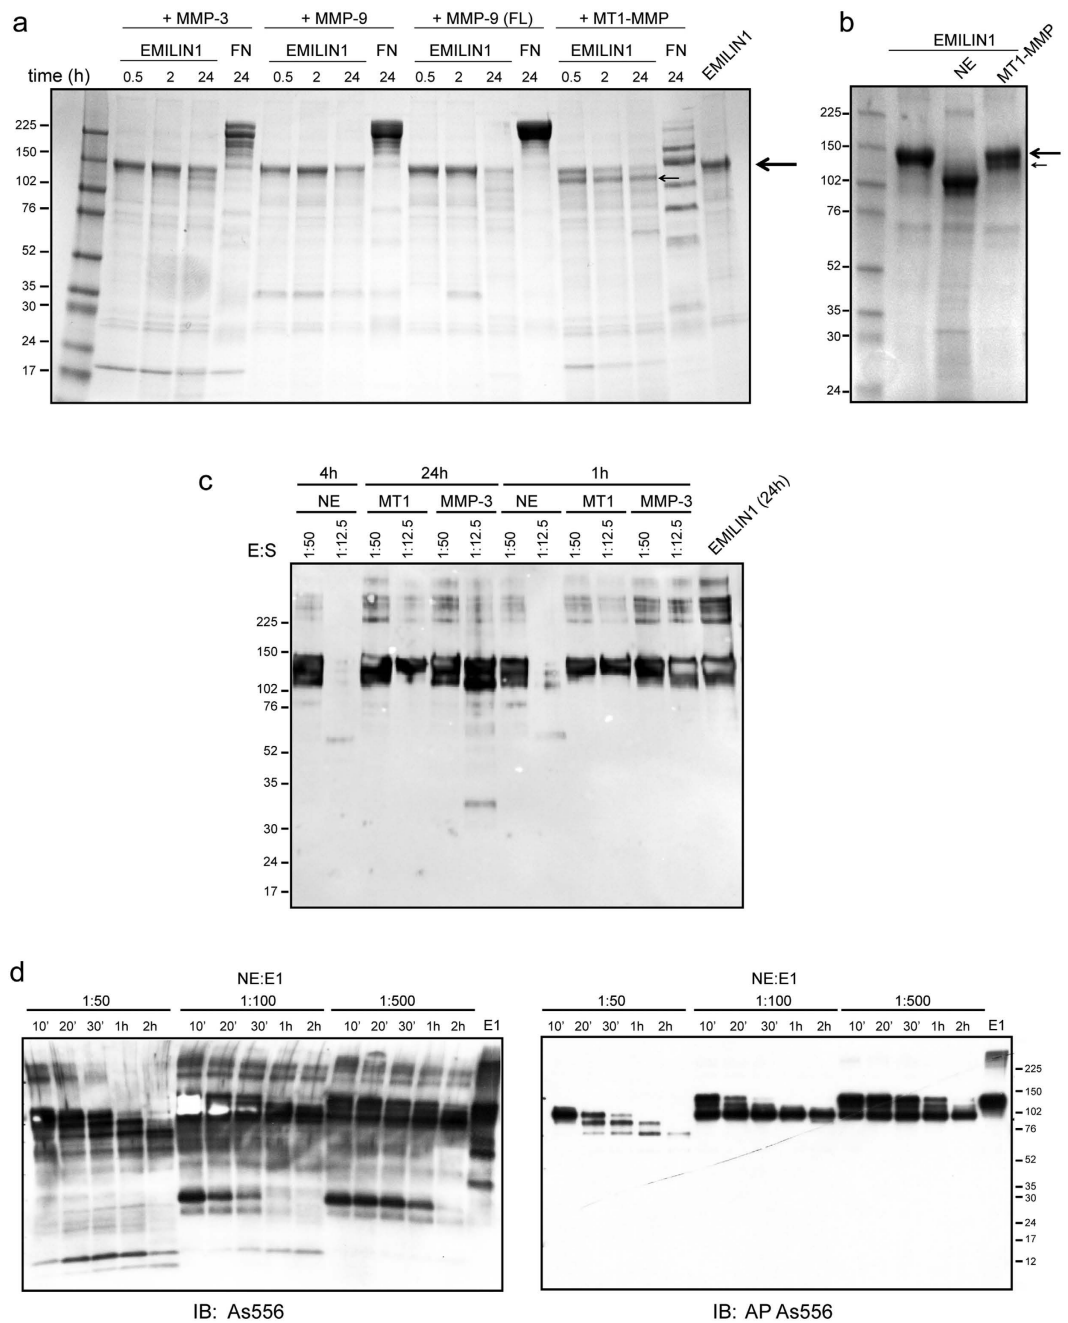 a
+ MMP-3 + MMP-9 + MMP-9 (FL) + MT1-MMP
EMILIN1 FN EMILIN1 FN EMILIN1 FN EMILIN1 FN EMILIN1
time (h) 0.5 2 24 24 0.5 2 24 24 0.5 2 24 24 0.5 2 24 24
225
150
102
76
52
35
30
24
17
b
EMILIN1
NE MT1-MMP
225
150
102
76
52
35
30
24
c
4h 24h 1h
NE MT1 MMP-3 NE MT1 MMP-3 EMILIN1 (24h)
E:S 1:50 1:12.5 1:50 1:12.5 1:50 1:12.5 1:50 1:12.5 1:50 1:12.5 1:50 1:12.5
225
150
102
76
52
35
30
24
17
d
NE:E1
1:50 1:100 1:500
10' 20' 30' 1h 2h 10' 20' 30' 1h 2h 10' 20' 30' 1h 2h E1
IB: As556
NE:E1
1:50 1:100 1:500
10' 20' 30' 1h 2h 10' 20' 30' 1h 2h 10' 20' 30' 1h 2h E1
225
150
102
76
52
35
30
24
17
12
IB: AP As556